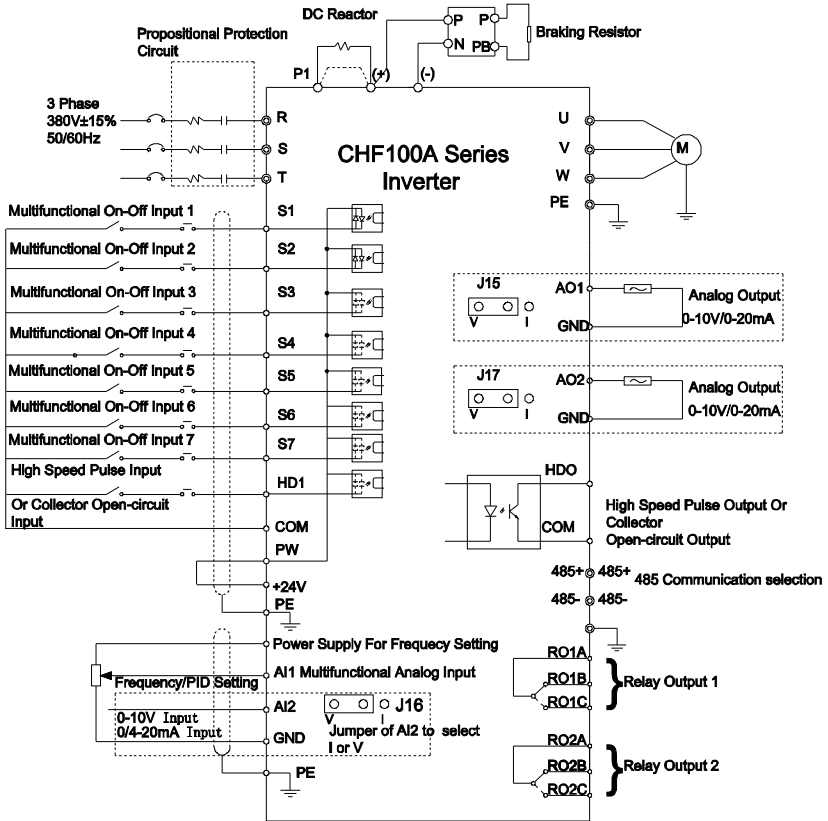 DC Reactor
Propositional Protection
Circuit
P
P
N
PB
Braking Resistor
P1
(+)
(-)
3 Phase
380V±15%
50/60Hz
R
S
T
CHF100A Series
Inverter
U
V
W
PE
M
Multifunctional On-Off Input 1
S1
Multifunctional On-Off Input 2
S2
Multifunctional On-Off Input 3
S3
Multifunctional On-Off Input 4
S4
Multifunctional On-Off Input 5
S5
Multifunctional On-Off Input 6
S6
Multifunctional On-Off Input 7
S7
High Speed Pulse Input
HD1
Or Collector Open-circuit
Input
COM
PW
+24V
PE
J15
V
I
AO1
GND
Analog Output
0-10V/0-20mA
J17
V
I
AO2
GND
Analog Output
0-10V/0-20mA
HDO
COM
High Speed Pulse Output Or
Collector
Open-circuit Output
485+
485+
485-
485-
485 Communication selection
Power Supply For Frequecy Setting
AI1 Multifunctional Analog Input
Frequency/PID Setting
AI2
J16
V
I
0-10V Input
0/4-20mA Input
Jumper of AI2 to select
I or V
GND
PE
RO1A
RO1B
RO1C
Relay Output 1
RO2A
RO2B
RO2C
Relay Output 2